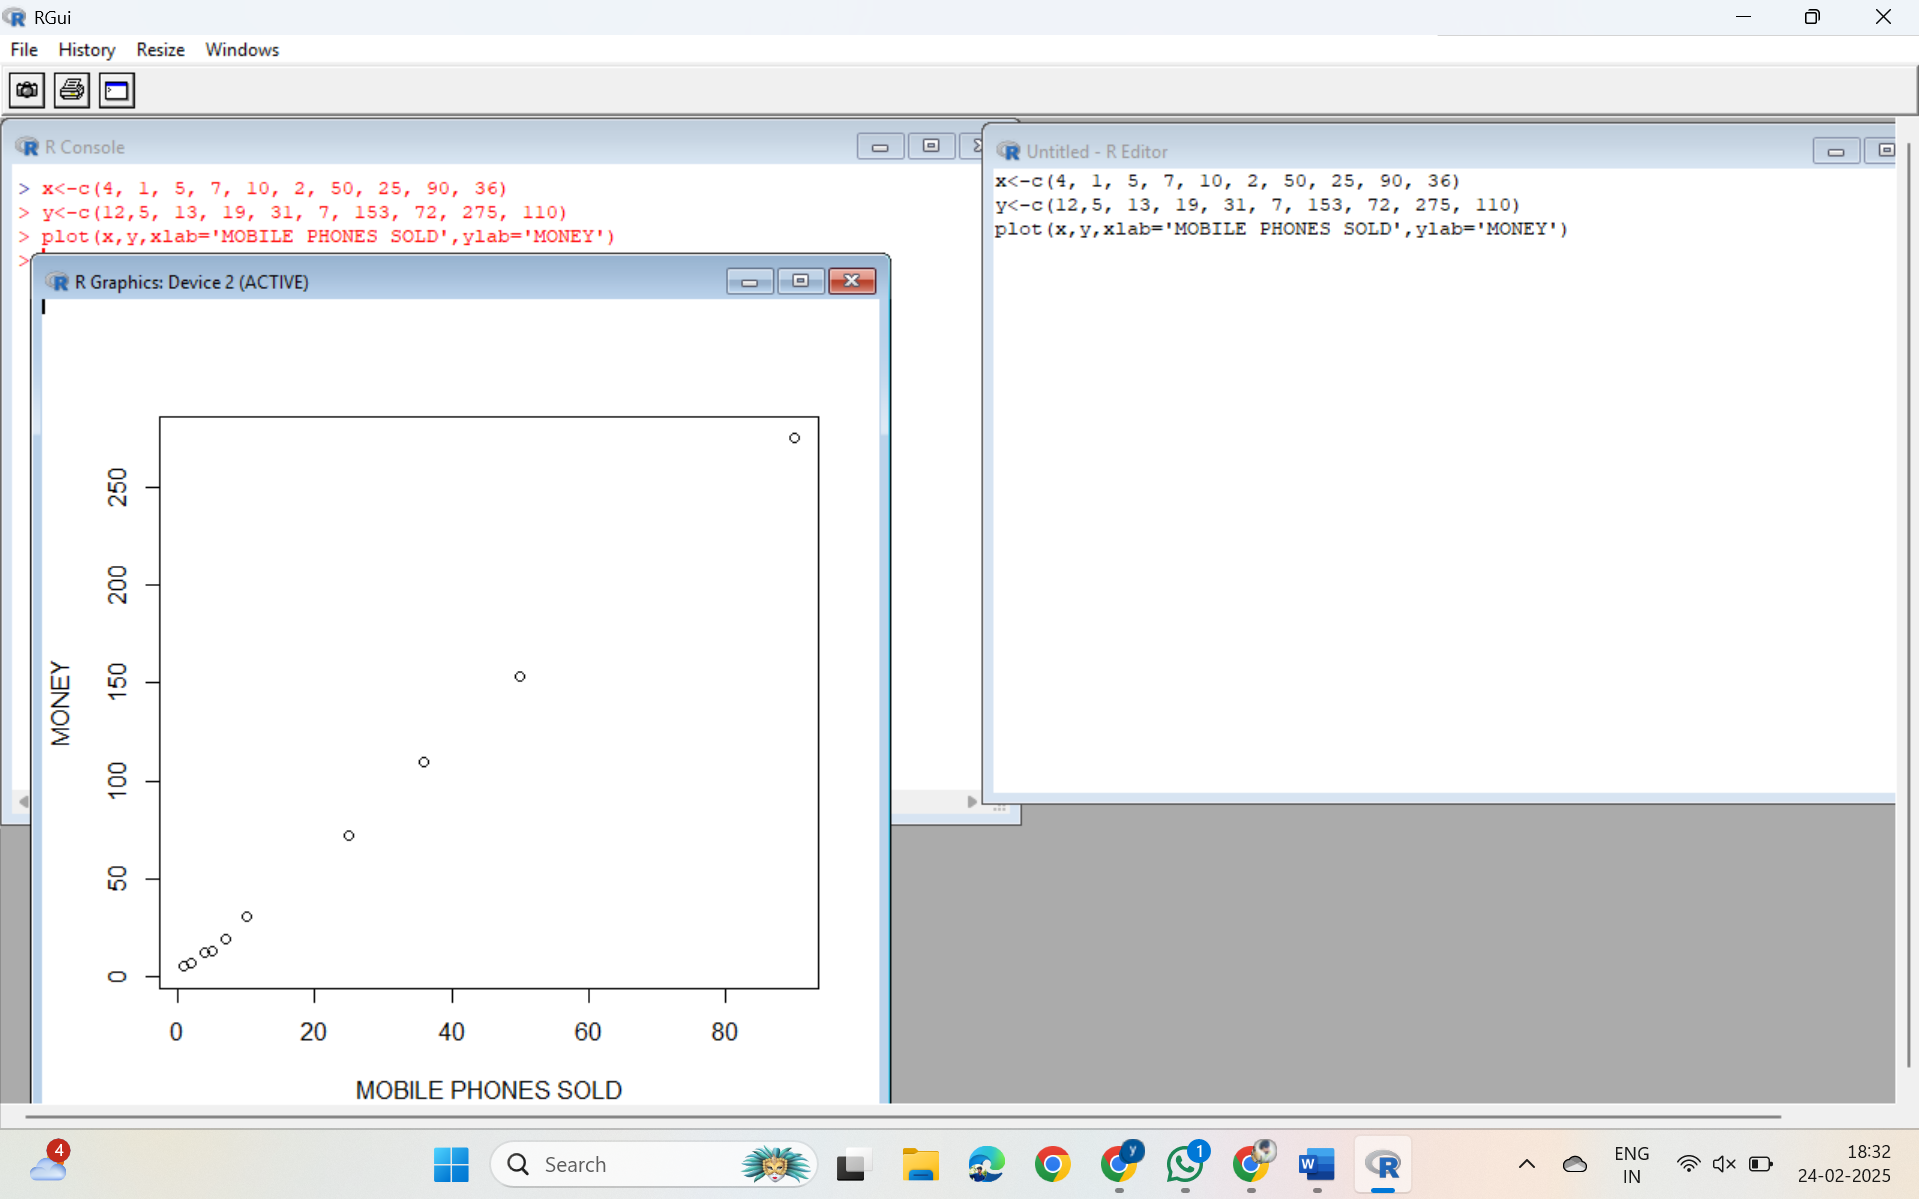 RGui
File History Resize Windows
R Console
> x<-c(4, 1, 5, 7, 10, 2, 50, 25, 90, 36)
> y<-c(12,5, 13, 19, 31, 7, 153, 72, 275, 110)
> plot(x,y,xlab='MOBILE PHONES SOLD',ylab='MONEY')
>
Untitled - R Editor
x<-c(4, 1, 5, 7, 10, 2, 50, 25, 90, 36)
y<-c(12,5, 13, 19, 31, 7, 153, 72, 275, 110)
plot(x,y,xlab='MOBILE PHONES SOLD',ylab='MONEY')
R Graphics: Device 2 (ACTIVE)
250
200
150
100
50
0
MONEY
0 20 40 60 80
MOBILE PHONES SOLD
4
Search
y
1
W
R
ENG
IN
18:32
24-02-2025